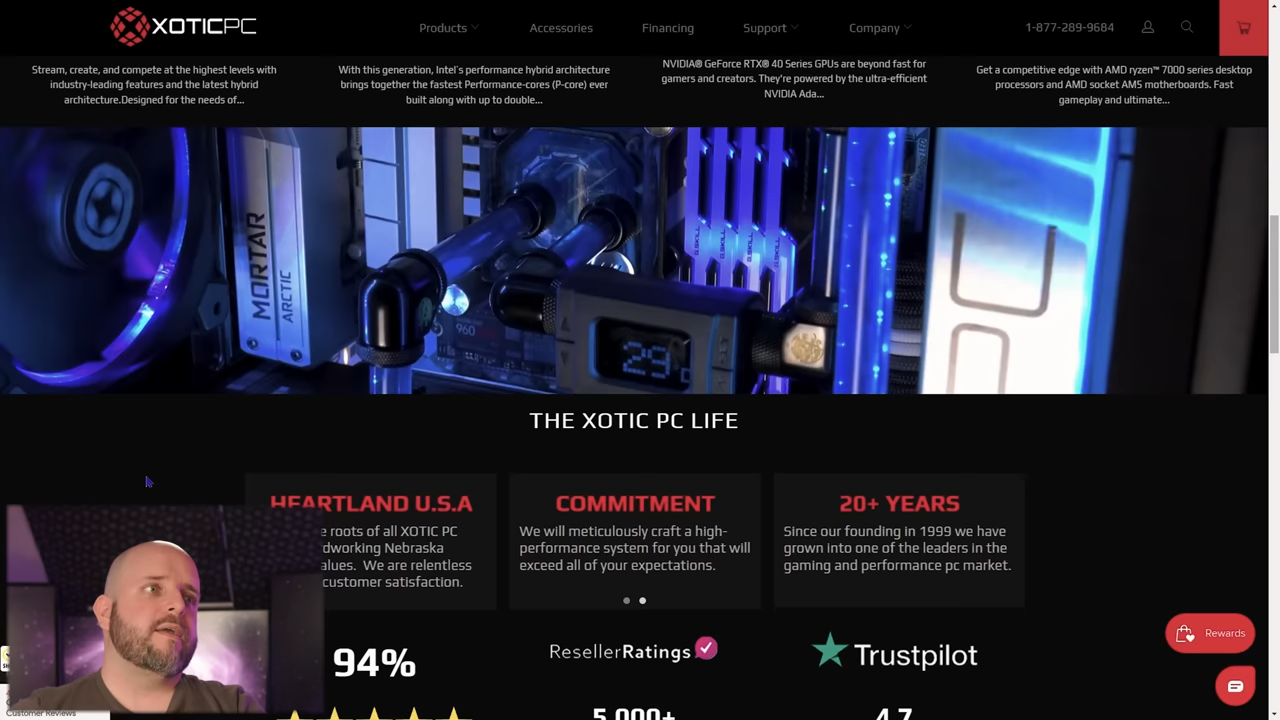 XOTICPC
Products
Accessories
Financing
Support
Company
1-877-289-9684
Stream, create, and compete at the highest levels with
industry-leading features and the latest hybrid
architecture.Designed for the needs of...
With this generation, Intel's performance hybrid architecture
brings together the fastest Performance-cores (P-core) ever
built along with up to double...
NVIDIA® GeForce RTX® 40 Series GPUs are beyond fast for
gamers and creators. They're powered by the ultra-efficient
NVIDIA Ada...
Get a competitive edge with AMD ryzen™ 7000 series desktop
processors and AMD socket AM5 motherboards. Fast
gameplay and ultimate...
MORTAR
ARCTIC
960
G.SKILL
G.SKILL
G.SKILL
G.SKILL
29
THE XOTIC PC LIFE
HEARTLAND U.S.A
e roots of all XOTIC PC
dworking Nebraska
alues. We are relentless
customer satisfaction.
COMMITMENT
We will meticulously craft a high-
performance system for you that will
exceed all of your expectations.
20+ YEARS
Since our founding in 1999 we have
grown into one of the leaders in the
gaming and performance pc market.
94%
ResellerRatings
Trustpilot
5,000+
4.7
Rewards
Customer Reviews